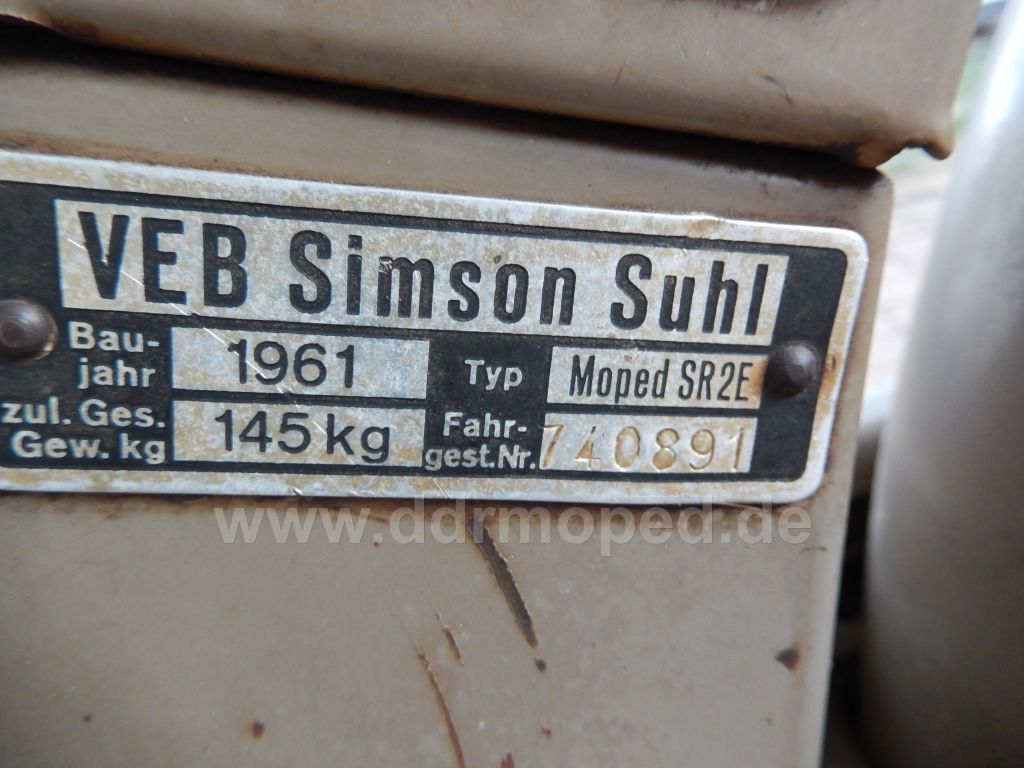 VEB Simson Suhl
Bau-
jahr 1961 Typ Moped SR2E
zul. Ges.
Gew. kg 145 kg Fahr-
gest.Nr. 740891
www.ddrmoped.de